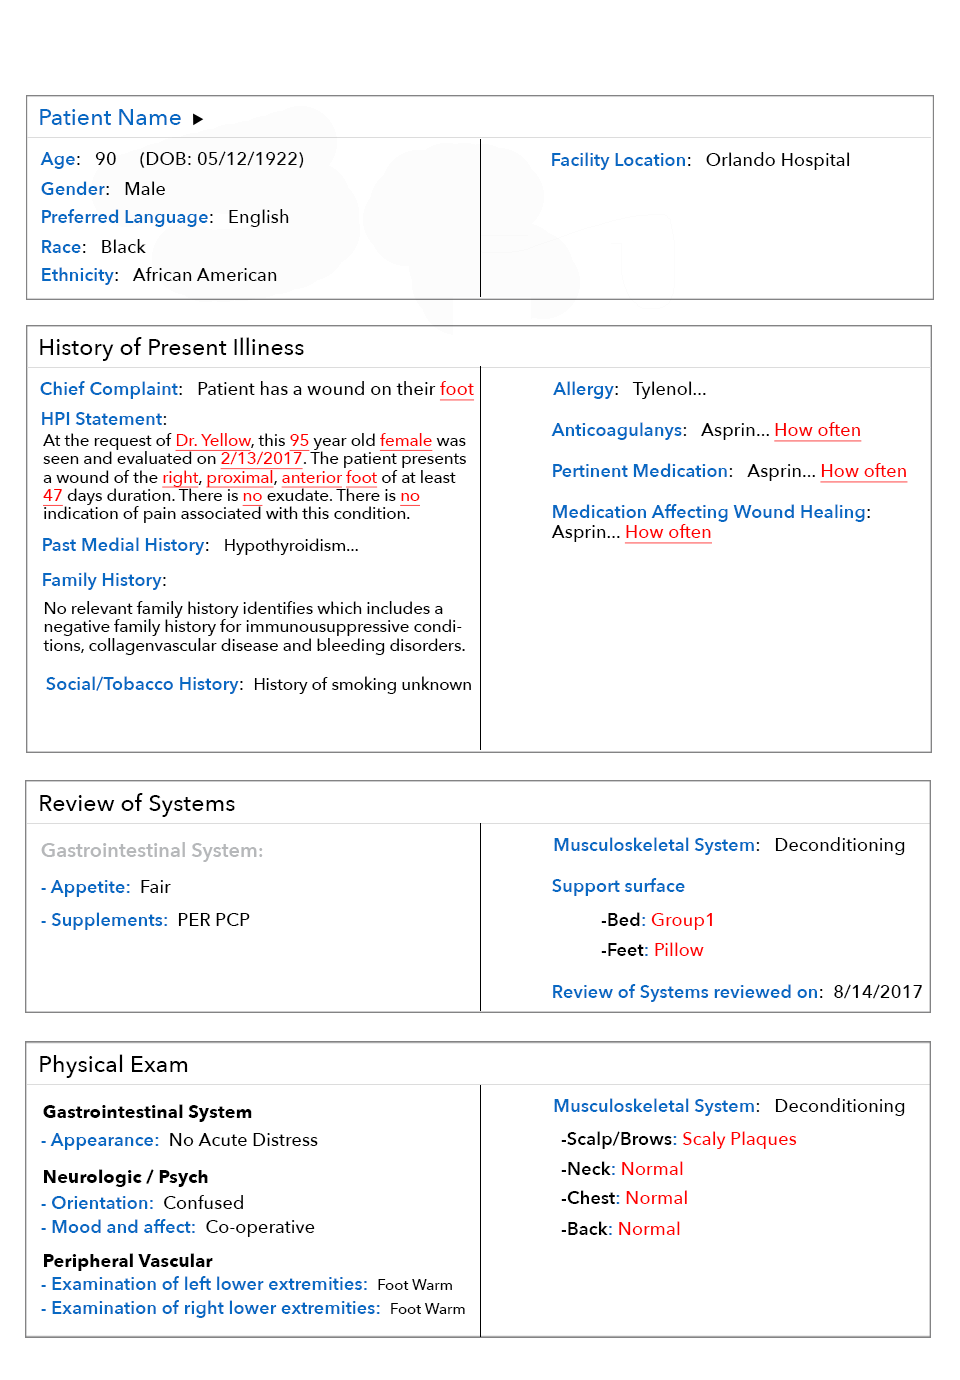 Patient Name ▶
Age: 90 (DOB: 05/12/1922)
Gender: Male
Preferred Language: English
Race: Black
Ethnicity: African American
Facility Location: Orlando Hospital
History of Present Illness
Chief Complaint: Patient has a wound on their foot
HPI Statement:
At the request of Dr. Yellow, this 95 year old female was
seen and evaluated on 2/13/2017. The patient presents
a wound of the right, proximal, anterior foot of at least
47 days duration. There is no exudate. There is no
indication of pain associated with this condition.
Past Medial History: Hypothyroidism...
Family History:
No relevant family history identifies which includes a
negative family history for immunousuppressive condi-
tions, collagenvascular disease and bleeding disorders.
Social/Tobacco History: History of smoking unknown
Allergy: Tylenol...
Anticoagulanys: Asprin... How often
Pertinent Medication: Asprin... How often
Medication Affecting Wound Healing:
Asprin... How often
Review of Systems
Gastrointestinal System:
- Appetite: Fair
- Supplements: PER PCP
Musculoskeletal System: Deconditioning
Support surface
-Bed: Group1
-Feet: Pillow
Review of Systems reviewed on: 8/14/2017
Physical Exam
Gastrointestinal System
- Appearance: No Acute Distress
Neurologic / Psych
- Orientation: Confused
- Mood and affect: Co-operative
Peripheral Vascular
- Examination of left lower extremities: Foot Warm
- Examination of right lower extremities: Foot Warm
Musculoskeletal System: Deconditioning
-Scalp/Brows: Scaly Plaques
-Neck: Normal
-Chest: Normal
-Back: Normal